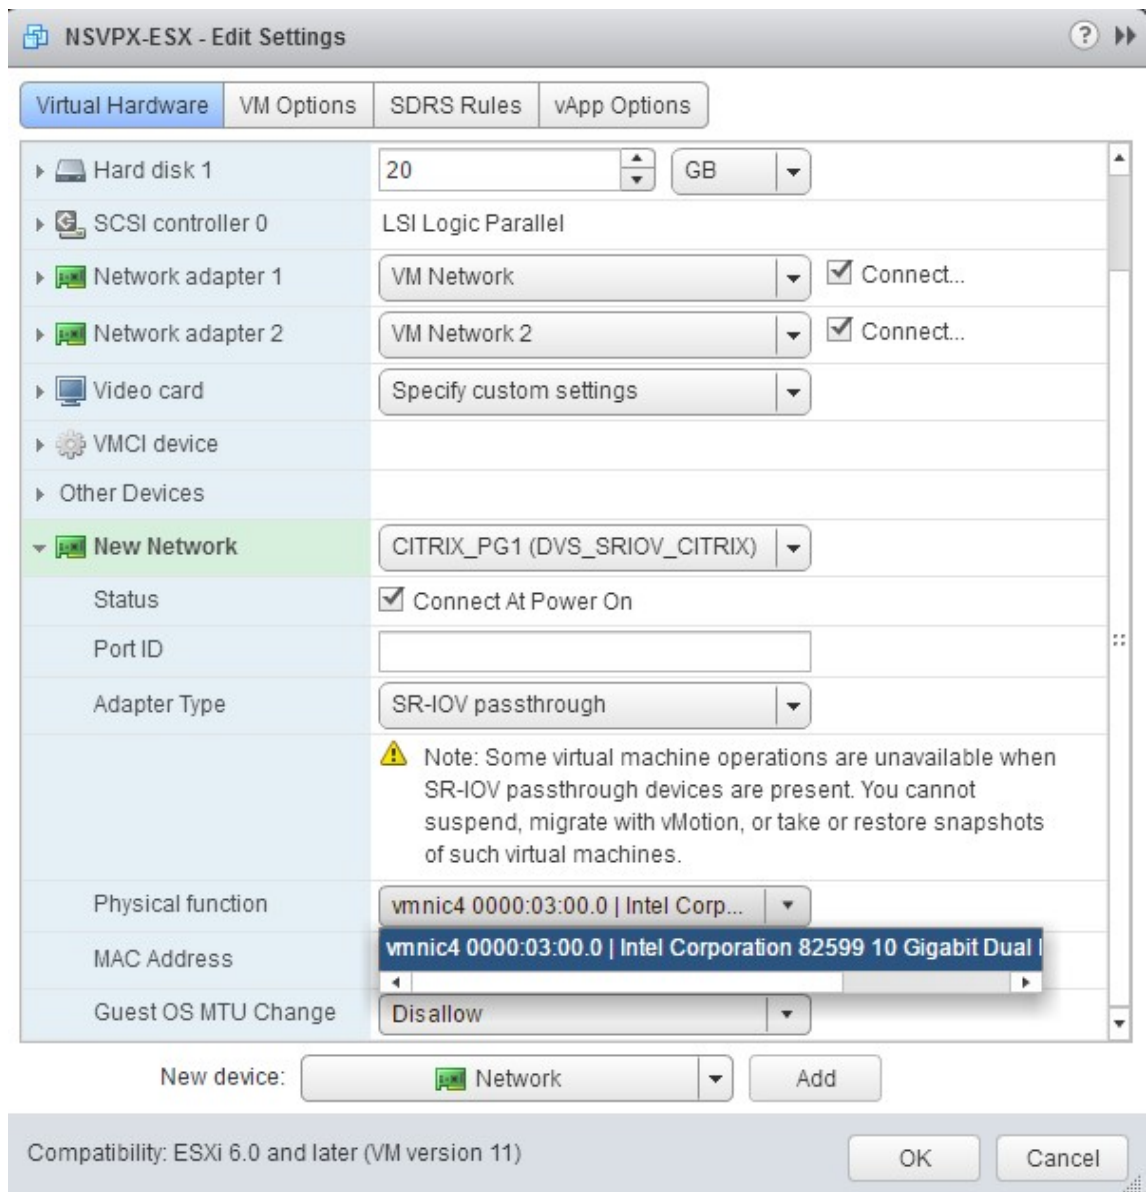 NSVPX-ESX - Edit Settings ?
Virtual Hardware VM Options SDRS Rules vApp Options
Hard disk 1 20 GB
SCSI controller 0 LSI Logic Parallel
Network adapter 1 VM Network Connect...
Network adapter 2 VM Network 2 Connect...
Video card Specify custom settings
VMCI device
Other Devices
New Network CITRIX_PG1 (DVS_SRIOV_CITRIX)
Status Connect At Power On
Port ID
Adapter Type SR-IOV passthrough
Note: Some virtual machine operations are unavailable when
SR-IOV passthrough devices are present. You cannot
suspend, migrate with vMotion, or take or restore snapshots
of such virtual machines.
Physical function vmnic4 0000:03:00.0 | Intel Corp...
vmnic4 0000:03:00.0 | Intel Corporation 82599 10 Gigabit Dual
MAC Address
Guest OS MTU Change Disallow
New device: Network Add
Compatibility: ESXi 6.0 and later (VM version 11) OK Cancel